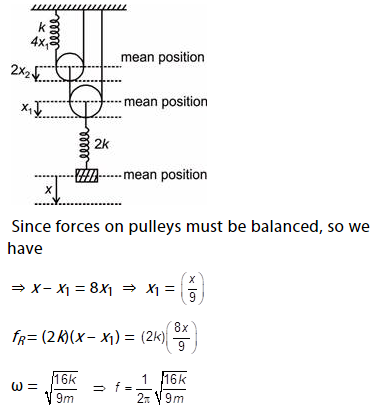 k
4x₁
mean position
2x₂
mean position
x₁
2k
mean position
x
Since forces on pulleys must be balanced, so we
have
⇒ x – x₁ = 8x₁ ⇒ x₁ = (x/9)
f_R = (2k)(x – x₁) = (2k)(8x/9)
ω = √(16k/9m) ⇒ f = 1/2π √(16k/9m)